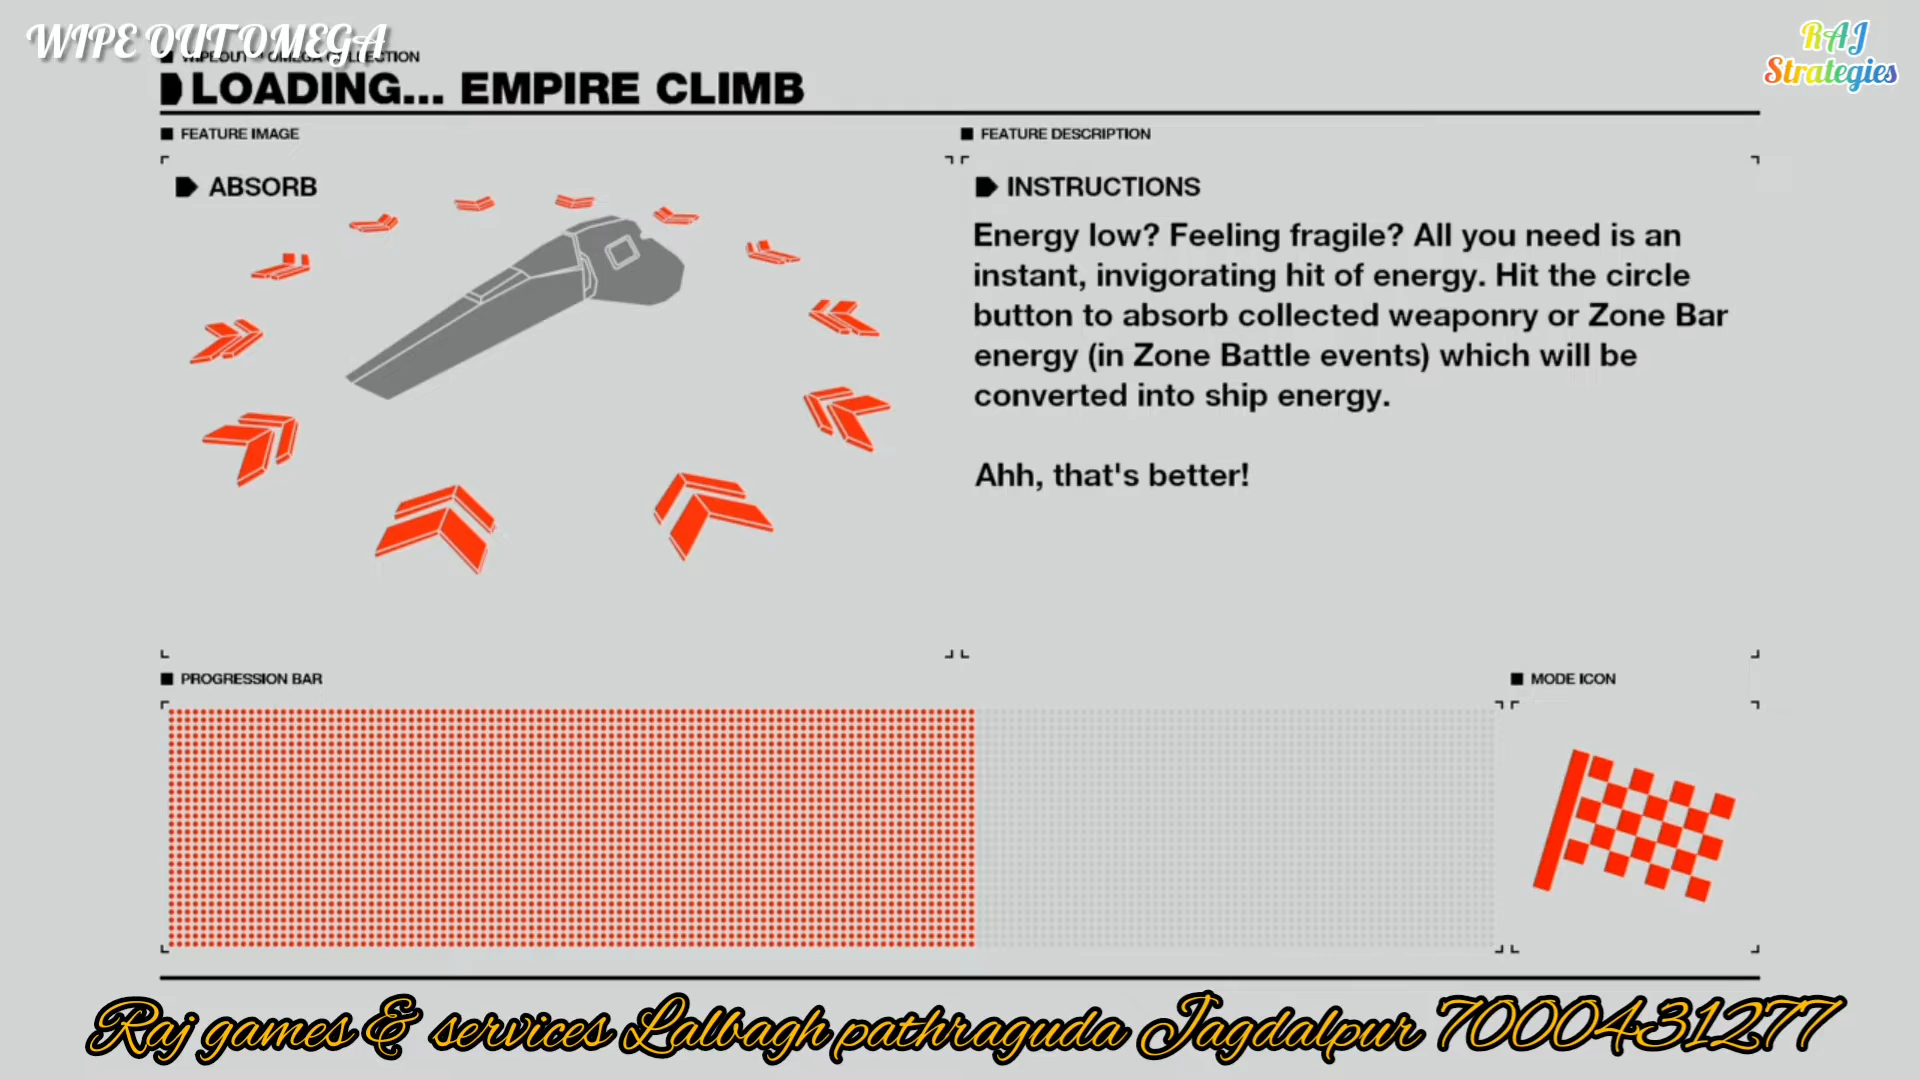 WIPE OUT OMEGA
RAJ
Strategies
WIPEOUT™ OMEGA COLLECTION
LOADING... EMPIRE CLIMB
FEATURE IMAGE
FEATURE DESCRIPTION
ABSORB
INSTRUCTIONS
Energy low? Feeling fragile? All you need is an
instant, invigorating hit of energy. Hit the circle
button to absorb collected weaponry or Zone Bar
energy (in Zone Battle events) which will be
converted into ship energy.
Ahh, that's better!
PROGRESSION BAR
MODE ICON
Raj games & services Lalbagh pathraguda Jagdalpur 7000431277